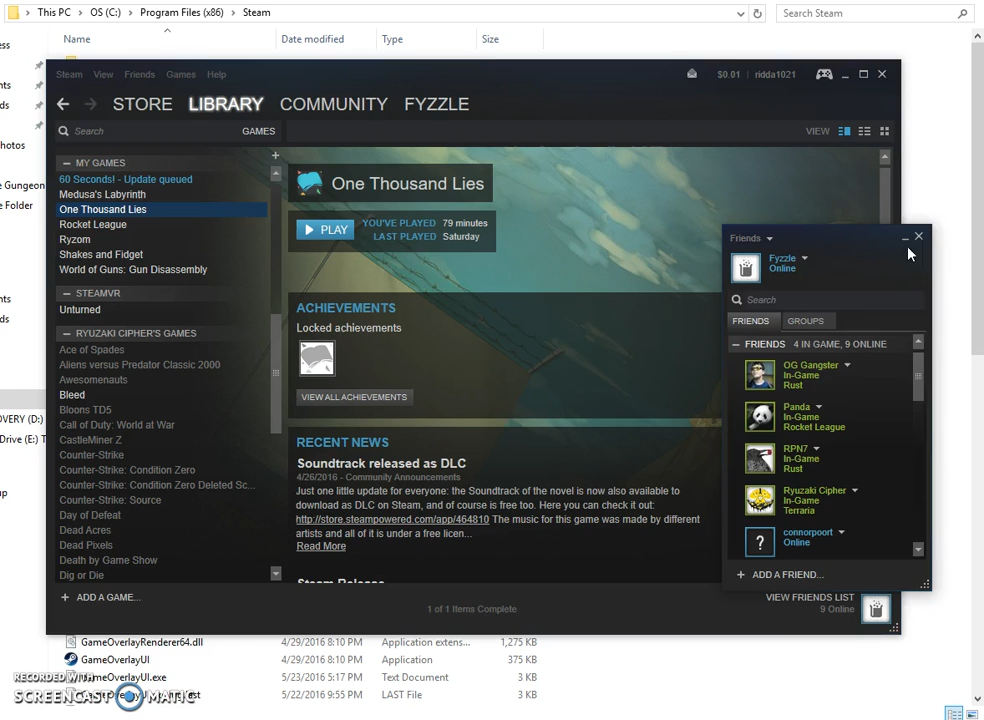 This PC > OS (C:) > Program Files (x86) > Steam
Search Steam
Name
Date modified
Type
Size
Steam View Friends Games Help
$0.01 ridda1021
STORE LIBRARY COMMUNITY FYZZLE
Search GAMES
VIEW
MY GAMES
60 Seconds! - Update queued
Medusa's Labyrinth
One Thousand Lies
Rocket League
Ryzom
Shakes and Fidget
World of Guns: Gun Disassembly
STEAMVR
Unturned
RYUZAKI CIPHER'S GAMES
Ace of Spades
Aliens versus Predator Classic 2000
Awesomenauts
Bleed
Bloons TD5
Call of Duty: World at War
CastleMiner Z
Counter-Strike
Counter-Strike: Condition Zero
Counter-Strike: Condition Zero Deleted Sc...
Counter-Strike: Source
Day of Defeat
Dead Acres
Dead Pixels
Death by Game Show
Dig or Die
+ ADD A GAME...
One Thousand Lies
PLAY
YOU'VE PLAYED 79 minutes
LAST PLAYED Saturday
ACHIEVEMENTS
Locked achievements
VIEW ALL ACHIEVEMENTS
RECENT NEWS
Soundtrack released as DLC
4/26/2016 - Community Announcements
Just one little update for everyone: the Soundtrack of the novel is now also available to
download as DLC on Steam, and of course is free too. Here you can check it out:
http://store.steampowered.com/app/464810 The music for this game was made by different
artists and all of it is under a free licen...
Read More
1 of 1 Items Complete
Friends
Fyzzle
Online
Search
FRIENDS GROUPS
FRIENDS 4 IN GAME, 9 ONLINE
OG Gangster
In-Game
Rust
Panda
In-Game
Rocket League
RPN7
In-Game
Rust
Ryuzaki Cipher
In-Game
Terraria
connorpoort
Online
?
+ ADD A FRIEND...
VIEW FRIENDS LIST
9 Online
ess
nts
ds
hotos
e Gungeon
e Folder
nts
ds
OVERY (D:)
Drive (E:) T
up
GameOverlayRenderer64.dll 4/29/2016 8:10 PM Application extens... 1,275 KB
GameOverlayUI 4/29/2016 8:10 PM Application 375 KB
5/23/2016 5:17 PM Text Document 3 KB
5/22/2016 9:55 PM LAST File 3 KB
RECORDED WITH
SCREENCAST MATIC